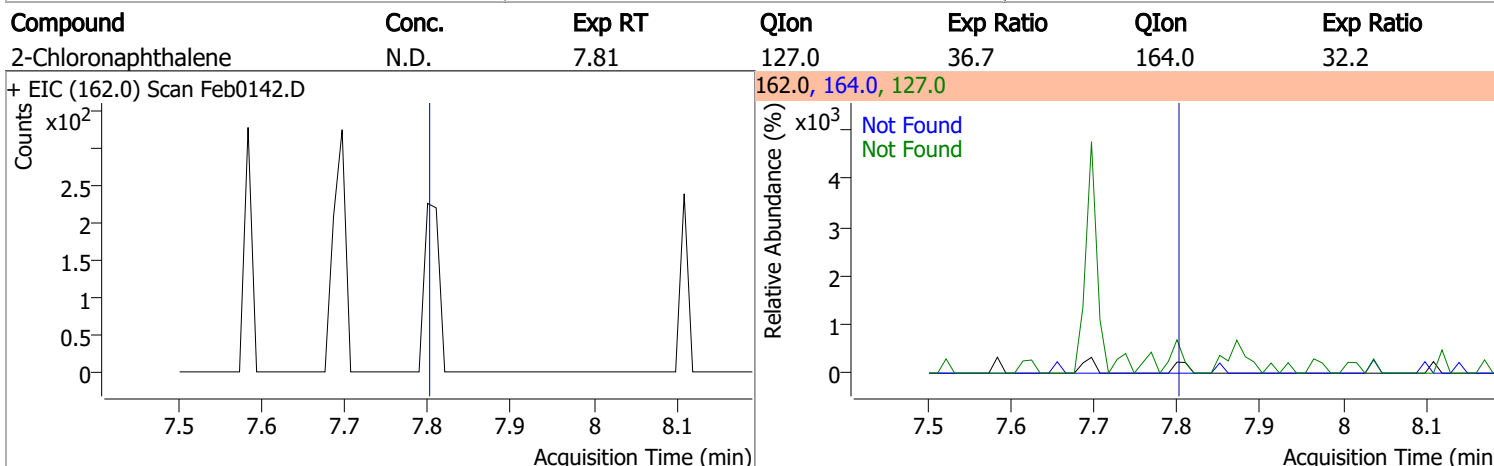 Compound Conc. Exp RT QIon Exp Ratio QIon Exp Ratio
2-Chloronaphthalene N.D. 7.81 127.0 36.7 164.0 32.2
+ EIC (162.0) Scan Feb0142.D
162.0, 164.0, 127.0
Counts
x10²
2.5
2
1.5
1
0.5
0
7.5 7.6 7.7 7.8 7.9 8 8.1
Acquisition Time (min)
Relative Abundance (%)
x10³
Not Found
Not Found
4
3
2
1
0
7.5 7.6 7.7 7.8 7.9 8 8.1
Acquisition Time (min)